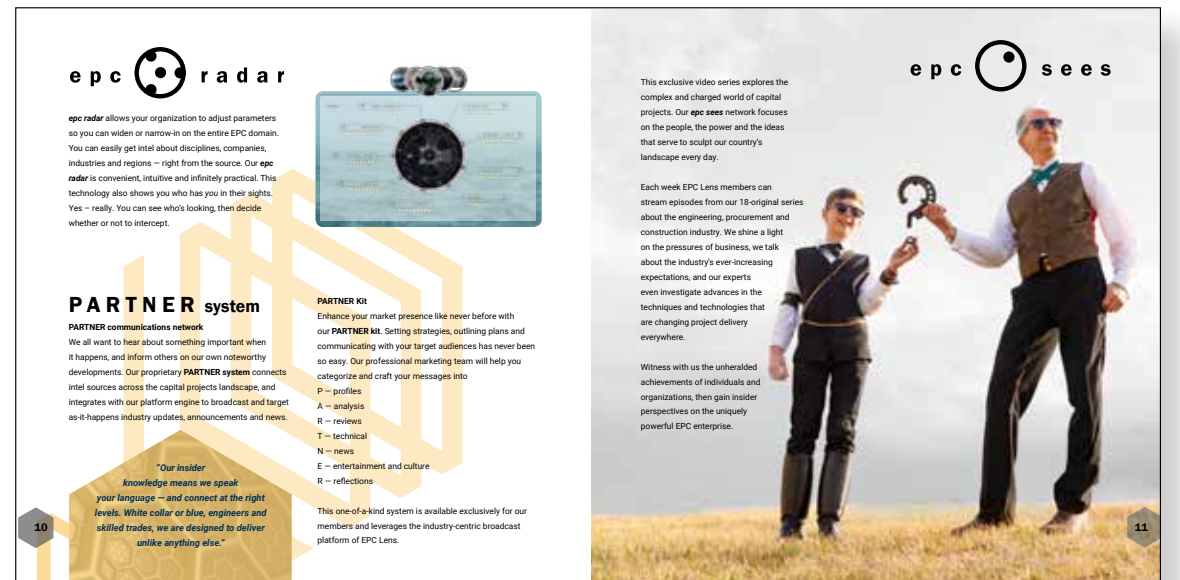 epc radar
epc radar allows your organization to adjust parameters
so you can widen or narrow-in on the entire EPC domain.
You can easily get intel about disciplines, companies,
industries and regions — right from the source. Our epc
radar is convenient, intuitive and infinitely practical. This
technology also shows you who has you in their sights.
Yes – really. You can see who's looking, then decide
whether or not to intercept.
PARTNER system
PARTNER communications network
We all want to hear about something important when
it happens, and inform others on our own noteworthy
developments. Our proprietary PARTNER system connects
intel sources across the capital projects landscape, and
integrates with our platform engine to broadcast and target
as-it-happens industry updates, announcements and news.
"Our insider
knowledge means we speak
your language — and connect at the right
levels. White collar or blue, engineers and
skilled trades, we are designed to deliver
unlike anything else."
10
PARTNER Kit
Enhance your market presence like never before with
our PARTNER kit. Setting strategies, outlining plans and
communicating with your target audiences has never been
so easy. Our professional marketing team will help you
categorize and craft your messages into
P — profiles
A — analysis
R — reviews
T — technical
N — news
E — entertainment and culture
R — reflections
This one-of-a-kind system is available exclusively for our
members and leverages the industry-centric broadcast
platform of EPC Lens.
epc sees
This exclusive video series explores the
complex and charged world of capital
projects. Our epc sees network focuses
on the people, the power and the ideas
that serve to sculpt our country's
landscape every day.
Each week EPC Lens members can
stream episodes from our 18-original series
about the engineering, procurement and
construction industry. We shine a light
on the pressures of business, we talk
about the industry's ever-increasing
expectations, and our experts
even investigate advances in the
techniques and technologies that
are changing project delivery
everywhere.
Witness with us the unheralded
achievements of individuals and
organizations, then gain insider
perspectives on the uniquely
powerful EPC enterprise.
11